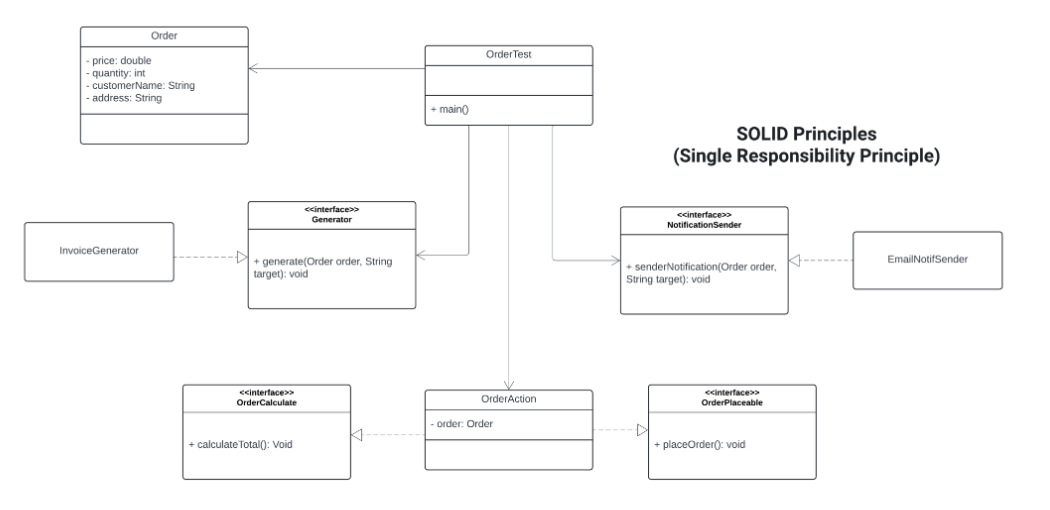 Order
- price: double
- quantity: int
- customerName: String
- address: String
OrderTest
+ main()
SOLID Principles
(Single Responsibility Principle)
InvoiceGenerator
<<interface>>
Generator
+ generate(Order order, String
target): void
<<interface>>
NotificationSender
+ senderNotification(Order order,
String target): void
EmailNotifSender
<<interface>>
OrderCalculate
+ calculateTotal(): Void
OrderAction
- order: Order
<<interface>>
OrderPlaceable
+ placeOrder(): void